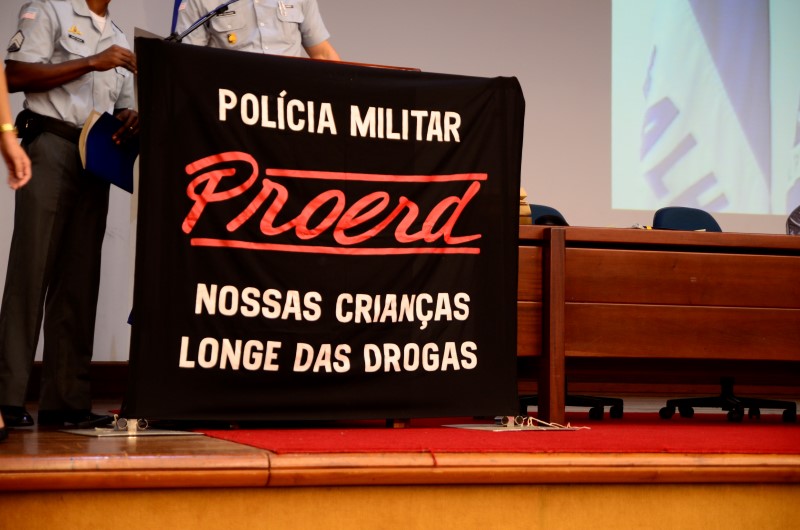 POLÍCIA MILITAR
Proerd
NOSSAS CRIANÇAS
LONGE DAS DROGAS